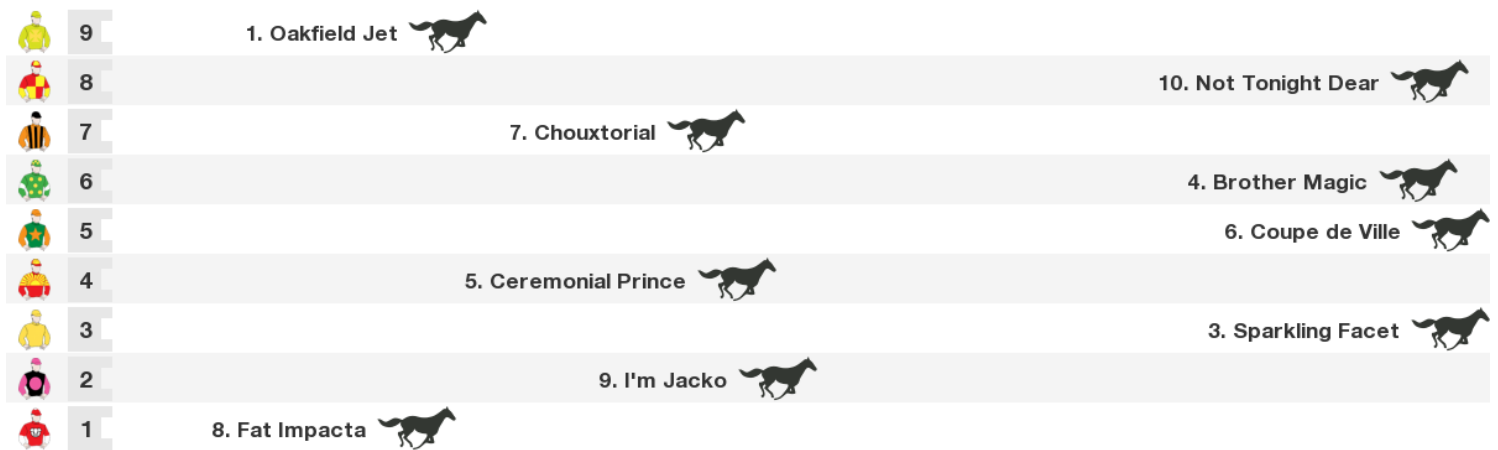 9 1. Oakfield Jet
8 10. Not Tonight Dear
7 7. Chouxtorial
6 4. Brother Magic
5 6. Coupe de Ville
4 5. Ceremonial Prince
3 3. Sparkling Facet
2 9. I'm Jacko
1 8. Fat Impacta